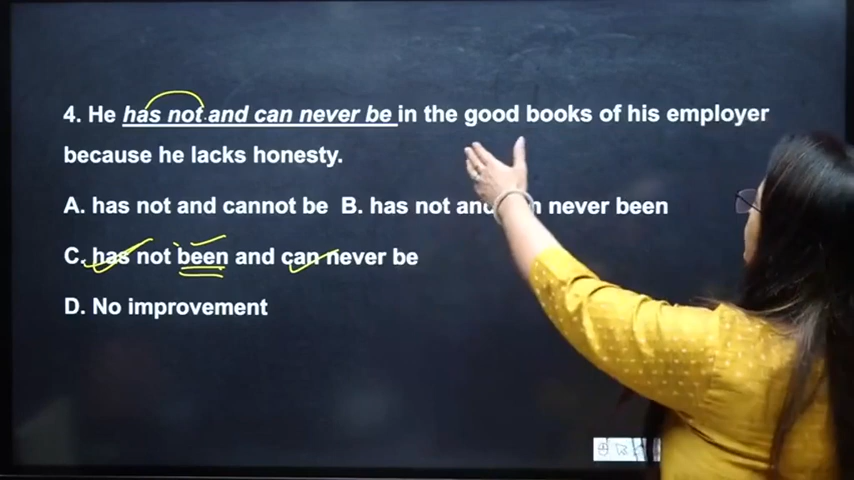 4. He has not and can never be in the good books of his employer
because he lacks honesty.
A. has not and cannot be B. has not and never been
C. has not been and can never be
D. No improvement